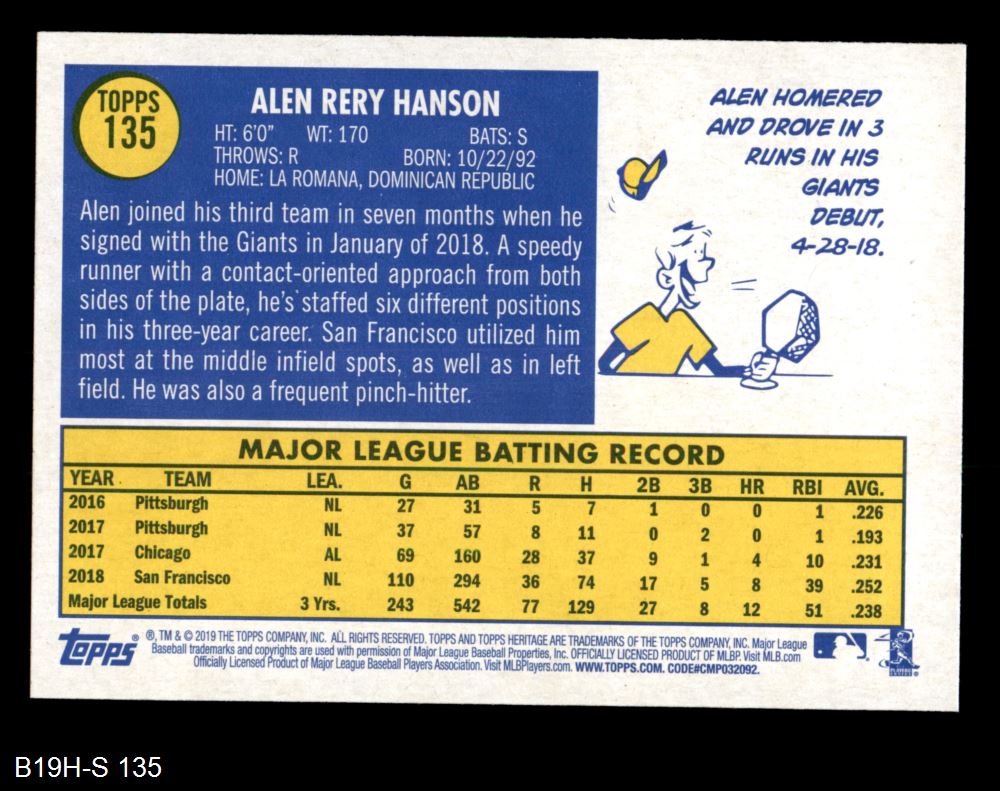 TOPPS
135
ALEN RERY HANSON
HT: 6'0" WT: 170 BATS: S
THROWS: R BORN: 10/22/92
HOME: LA ROMANA, DOMINICAN REPUBLIC
Alen joined his third team in seven months when he
signed with the Giants in January of 2018. A speedy
runner with a contact-oriented approach from both
sides of the plate, he's staffed six different positions
in his three-year career. San Francisco utilized him
most at the middle infield spots, as well as in left
field. He was also a frequent pinch-hitter.
ALEN HOMERED
AND DROVE IN 3
RUNS IN HIS
GIANTS
DEBUT,
4-28-18.
MAJOR LEAGUE BATTING RECORD
YEAR TEAM LEA. G AB R H 2B 3B HR RBI AVG.
2016 Pittsburgh NL 27 31 5 7 1 0 0 1 .226
2017 Pittsburgh NL 37 57 8 11 0 2 0 1 .193
2017 Chicago AL 69 160 28 37 9 1 4 10 .231
2018 San Francisco NL 110 294 36 74 17 5 8 39 .252
Major League Totals 3 Yrs. 243 542 77 129 27 8 12 51 .238
topps®
®, TM & © 2019 THE TOPPS COMPANY, INC. ALL RIGHTS RESERVED. TOPPS AND TOPPS HERITAGE ARE TRADEMARKS OF THE TOPPS COMPANY, INC. Major League
Baseball trademarks and copyrights are used with permission of Major League Baseball Properties, Inc. OFFICIALLY LICENSED PRODUCT OF MLBP. Visit MLB.com
Officially Licensed Product of Major League Baseball Players Association. Visit MLBPlayers.com. WWW.TOPPS.COM. CODE#CMP032092.
B19H-S 135